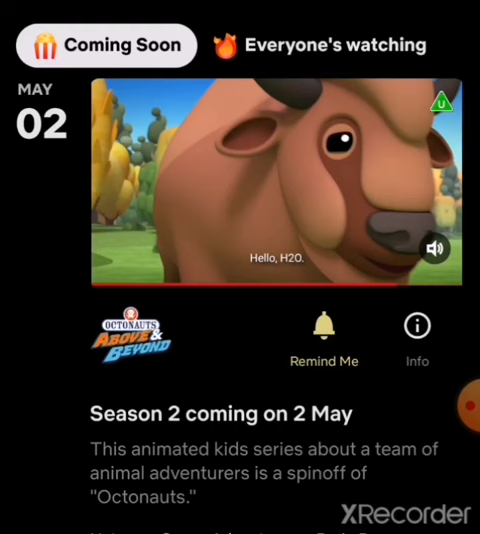 Coming Soon
Everyone's watching
MAY
02
U
Hello, H2O.
OCTONAUTS
ABOVE &
BEYOND
Remind Me
Info
Season 2 coming on 2 May
This animated kids series about a team of
animal adventurers is a spinoff of
"Octonauts."
XRecorder